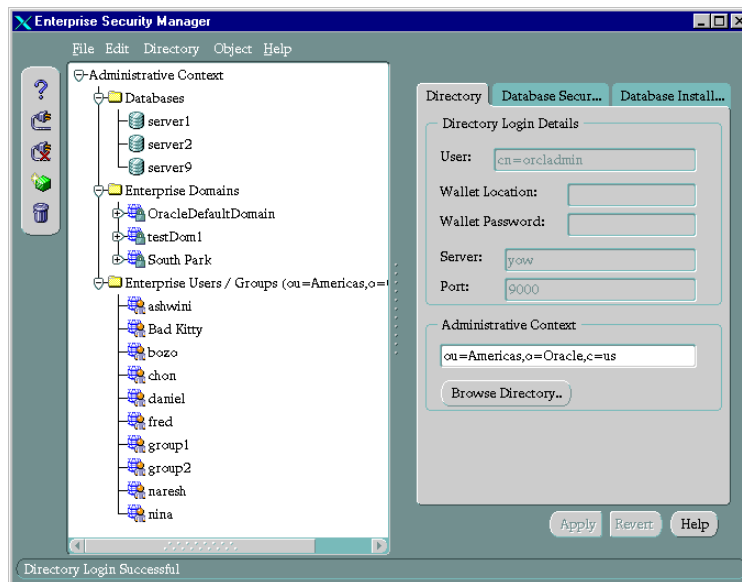 Enterprise Security Manager
File Edit Directory Object Help
Administrative Context
Databases
server1
server2
server9
Enterprise Domains
OracleDefaultDomain
testDom1
South Park
Enterprise Users / Groups (ou=Americas,o=
ashwini
Bad Kitty
bozo
chon
daniel
fred
group1
group2
naresh
nina
Directory Database Secur... Database Install...
Directory Login Details
User: cn=orcladmin
Wallet Location:
Wallet Password:
Server: yow
Port: 9000
Administrative Context
ou=Americas,o=Oracle,c=us
Browse Directory..
Apply Revert Help
Directory Login Successful